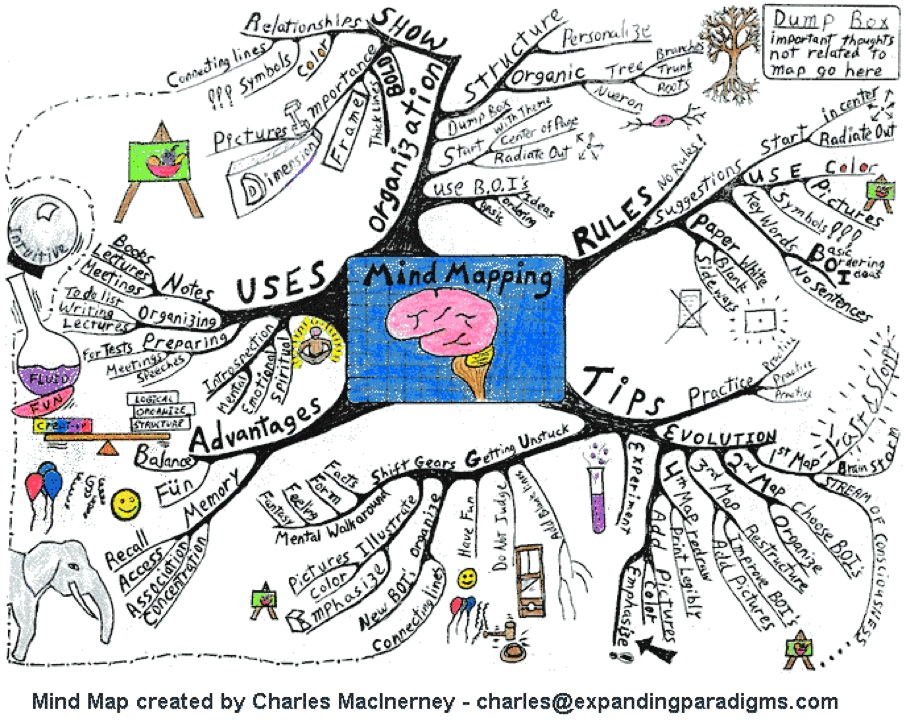 Mind Mapping
SHOW
Organization
Relationships
Connecting lines
Symbols
!!!
Color
Importance
BOLD
Thick Lines
Frame
Pictures
Dimension
Structure
Personalize
Organic
Tree
Branches
Trunk
Roots
Nueron
Dump Box
With Theme
Start
Center of Page
Radiate Out
use B.O.I's
Basic
Ordering
Ideas
Dump Box
important thoughts
not related to
map go here
RULES
No Rules!
Suggestions
Start
in center
Radiate Out
USE
Color
Pictures
Symbols !!!
Key Words
Basic
Ordering
Ideas
No Sentences
Paper
White
Blank
Sideways
TIPS
Practice
Practice
Practice
Practice
EVOLUTION
1st Map
Brain Storm
Fast & Sloppy
STREAM
OF CONSCIOUSNESS
2nd Map
Choose BOI's
Organize
Restructure
3rd Map
Improve BOI's
Add Pictures
4th Map redraw
Print Legibly
Add Pictures
Experiment
Color
Emphasize!
Getting Unstuck
Add Blank lines
Do Not Judge
Have Fun
Organize
New BOI's
Connecting lines
Illustrate
Pictures
Color
Emphasize
Shift Gears
Mental Walkaround
Facts
Form
Feeling
Fantasy
Advantages
Introspection
Mental
Emotional
Spiritual
Balance
LOGICAL
ORGANIZE
STRUCTURE
Intuitive
FLUID
FUN
CREATION
Fun
Memory
Recall
Access
Association
Concentration
USES
Notes
Books
Lectures
Meetings
Organizing
To do list
Writing
Lectures
Preparing
For Tests
Meetings
Speeches
Mind Map created by Charles MacInerney - charles@expandingparadigms.com